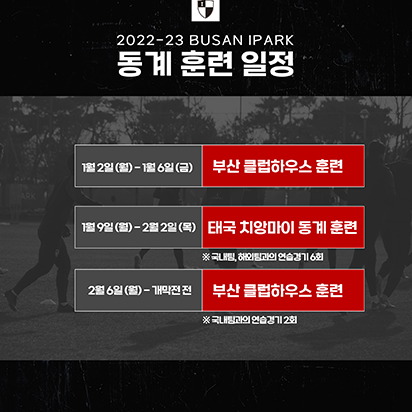 2022-23 BUSAN IPARK
동계 훈련 일정
1월 2일 (월) - 1월 6일 (금)
부산 클럽하우스 훈련
1월 9일 (월) - 2월 2일 (목)
태국 치앙마이 동계 훈련
※ 국내팀, 해외팀과의 연습경기 6회
2월 6일 (월) - 개막전 전
부산 클럽하우스 훈련
※ 국내팀과의 연습경기 2회